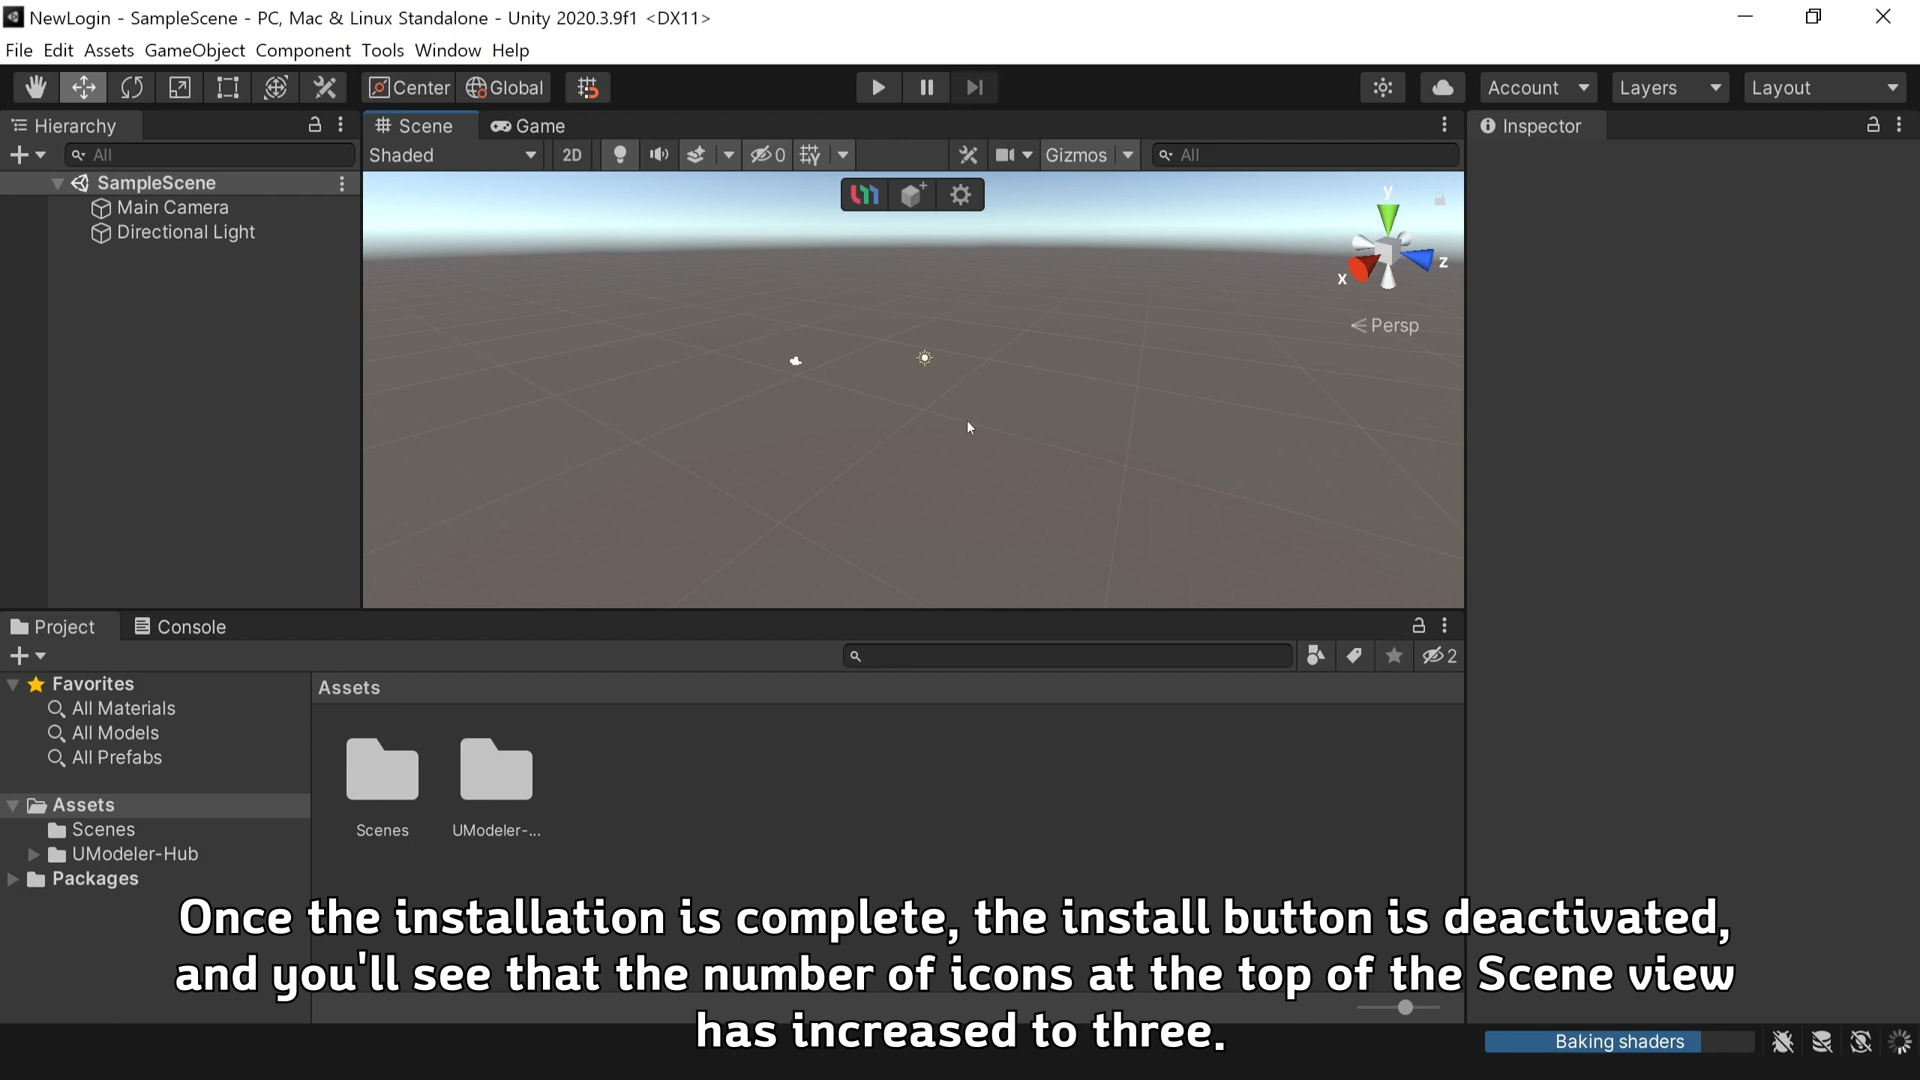 NewLogin - SampleScene - PC, Mac & Linux Standalone - Unity 2020.3.9f1 <DX11>
File Edit Assets GameObject Component Tools Window Help
Center Global Account Layers Layout
Hierarchy
All
SampleScene
Main Camera
Directional Light
Scene Game
Shaded 2D 0 Gizmos All
y
x
z
Persp
Inspector
Project Console
2
Favorites
All Materials
All Models
All Prefabs
Assets
Scenes
UModeler-Hub
Packages
Assets
Scenes UModeler-...
Once the installation is complete, the install button is deactivated,
and you'll see that the number of icons at the top of the Scene view
has increased to three.
Baking shaders